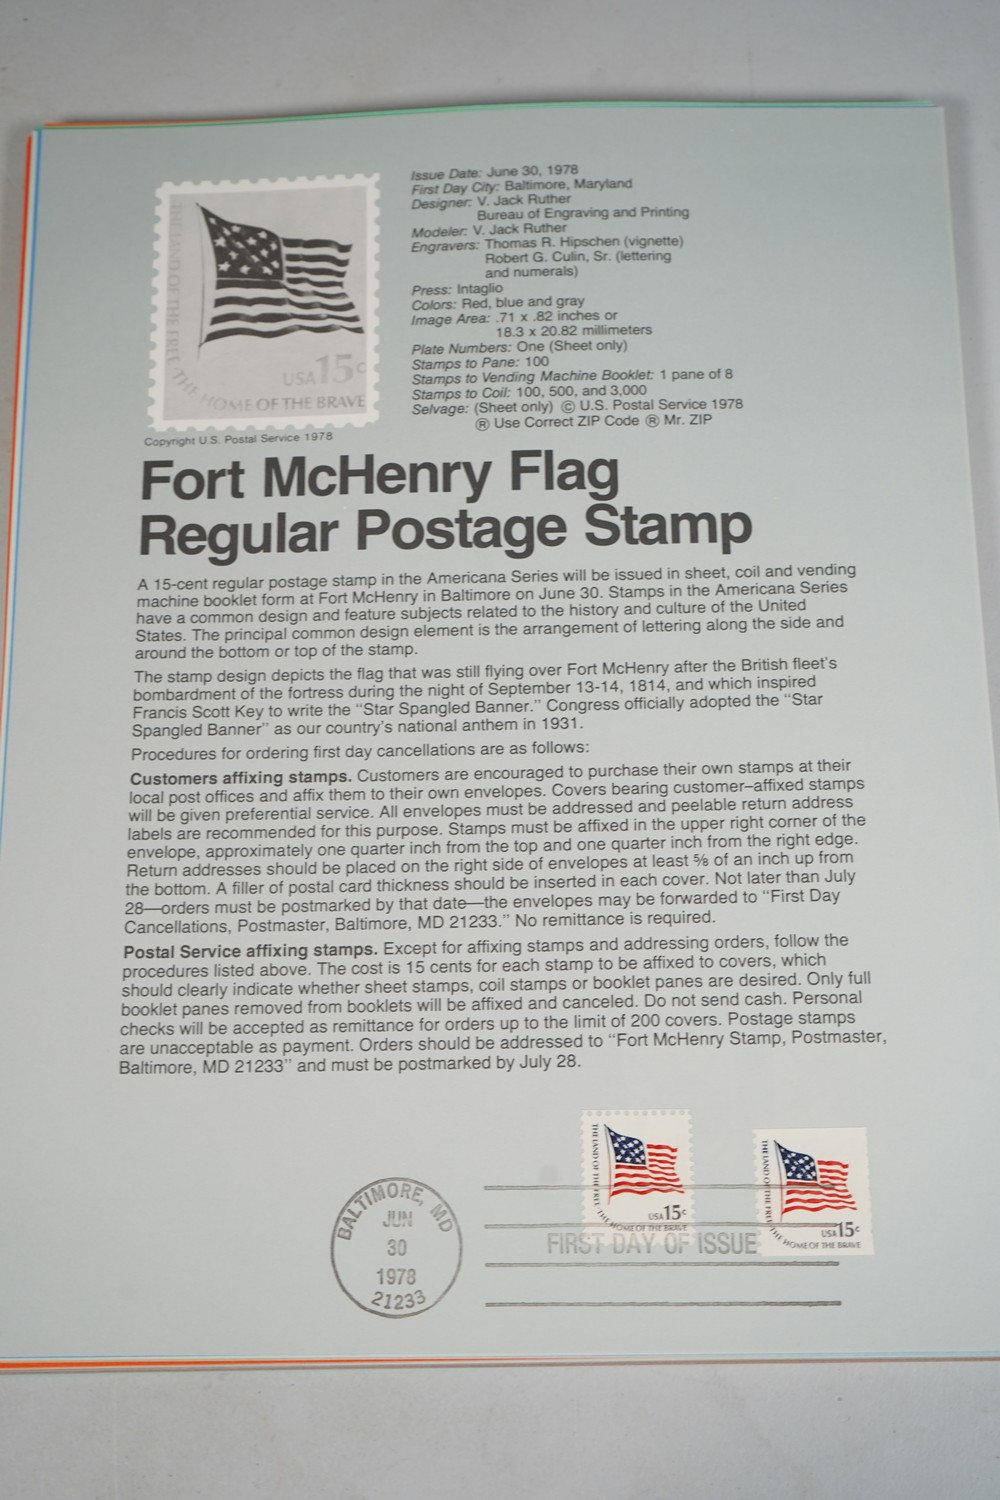 THE LAND OF THE FREE · THE HOME OF THE BRAVE
USA 15c
Copyright U.S. Postal Service 1978
Issue Date: June 30, 1978
First Day City: Baltimore, Maryland
Designer: V. Jack Ruther
Bureau of Engraving and Printing
Modeler: V. Jack Ruther
Engravers: Thomas R. Hipschen (vignette)
Robert G. Culin, Sr. (lettering
and numerals)
Press: Intaglio
Colors: Red, blue and gray
Image Area: .71 x .82 inches or
18.3 x 20.82 millimeters
Plate Numbers: One (Sheet only)
Stamps to Pane: 100
Stamps to Vending Machine Booklet: 1 pane of 8
Stamps to Coil: 100, 500, and 3,000
Selvage: (Sheet only) © U.S. Postal Service 1978
® Use Correct ZIP Code ® Mr. ZIP
Fort McHenry Flag
Regular Postage Stamp
A 15-cent regular postage stamp in the Americana Series will be issued in sheet, coil and vending
machine booklet form at Fort McHenry in Baltimore on June 30. Stamps in the Americana Series
have a common design and feature subjects related to the history and culture of the United
States. The principal common design element is the arrangement of lettering along the side and
around the bottom or top of the stamp.
The stamp design depicts the flag that was still flying over Fort McHenry after the British fleet's
bombardment of the fortress during the night of September 13-14, 1814, and which inspired
Francis Scott Key to write the "Star Spangled Banner." Congress officially adopted the "Star
Spangled Banner" as our country's national anthem in 1931.
Procedures for ordering first day cancellations are as follows:
Customers affixing stamps. Customers are encouraged to purchase their own stamps at their
local post offices and affix them to their own envelopes. Covers bearing customer–affixed stamps
will be given preferential service. All envelopes must be addressed and peelable return address
labels are recommended for this purpose. Stamps must be affixed in the upper right corner of the
envelope, approximately one quarter inch from the top and one quarter inch from the right edge.
Return addresses should be placed on the right side of envelopes at least ⅝ of an inch up from
the bottom. A filler of postal card thickness should be inserted in each cover. Not later than July
28—orders must be postmarked by that date—the envelopes may be forwarded to "First Day
Cancellations, Postmaster, Baltimore, MD 21233." No remittance is required.
Postal Service affixing stamps. Except for affixing stamps and addressing orders, follow the
procedures listed above. The cost is 15 cents for each stamp to be affixed to covers, which
should clearly indicate whether sheet stamps, coil stamps or booklet panes are desired. Only full
booklet panes removed from booklets will be affixed and canceled. Do not send cash. Personal
checks will be accepted as remittance for orders up to the limit of 200 covers. Postage stamps
are unacceptable as payment. Orders should be addressed to "Fort McHenry Stamp, Postmaster,
Baltimore, MD 21233" and must be postmarked by July 28.
BALTIMORE, MD
JUN
30
1978
21233
THE LAND OF THE FREE · THE HOME OF THE BRAVE
USA 15c
THE LAND OF THE FREE · THE HOME OF THE BRAVE
USA 15c
FIRST DAY OF ISSUE